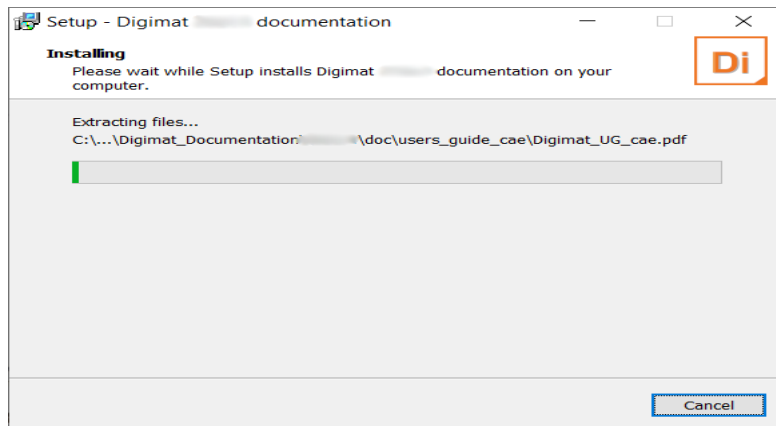 Setup - Digimat documentation
Installing
Please wait while Setup installs Digimat documentation on your
computer.
Di
Extracting files...
C:\...\Digimat_Documentation\ \doc\users_guide_cae\Digimat_UG_cae.pdf
Cancel